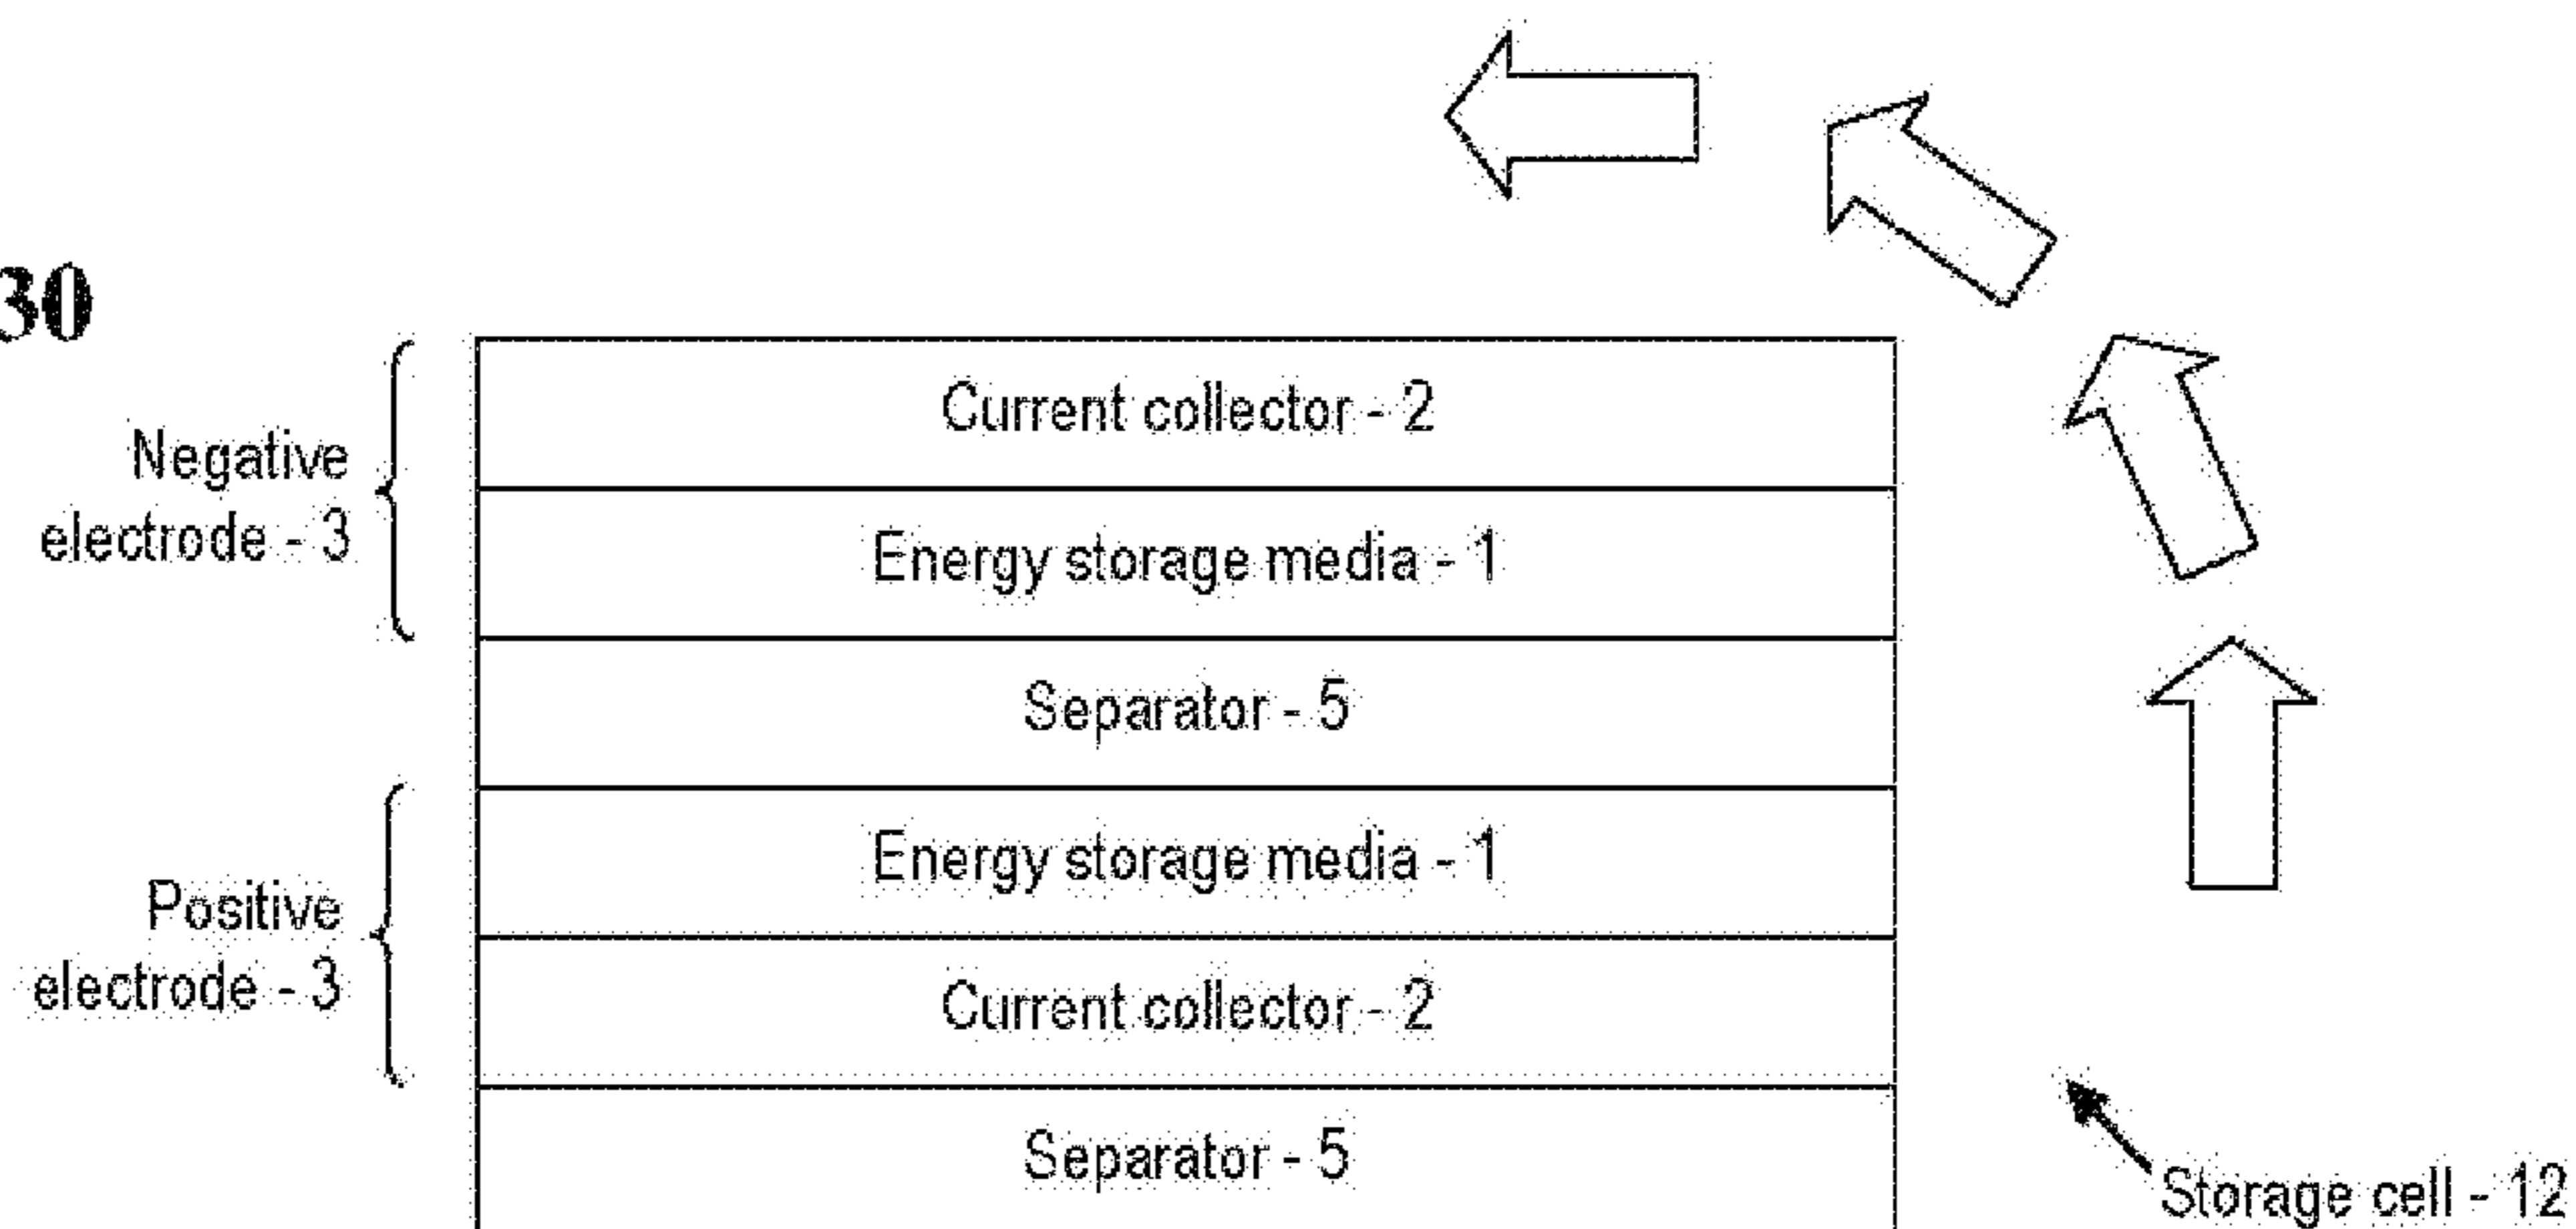 30
Negative
electrode - 3
Current collector - 2
Energy storage media - 1
Separator - 5
Positive
electrode - 3
Energy storage media - 1
Current collector - 2
Separator - 5
Storage cell - 12